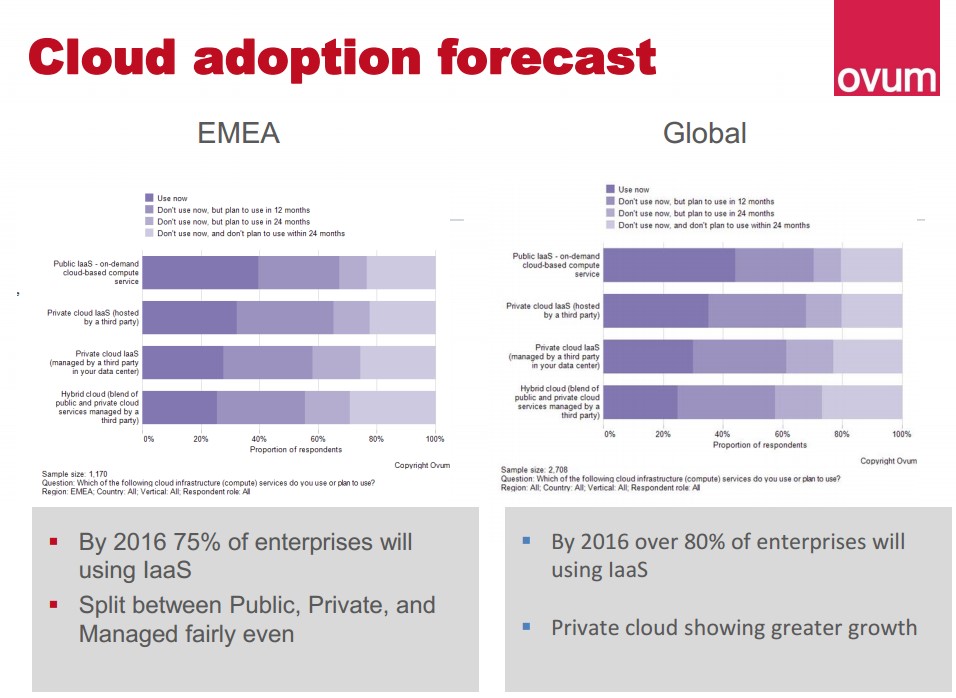 Cloud adoption forecast
ovum
EMEA
Use now
Don't use now, but plan to use in 12 months
Don't use now, but plan to use in 24 months
Don't use now, and don't plan to use within 24 months
Public IaaS - on-demand
cloud-based compute
service
Private cloud IaaS (hosted
by a third party)
Private cloud IaaS
(managed by a third party
in your data center)
Hybrid cloud (blend of
public and private cloud
services managed by a
third party)
0% 20% 40% 60% 80% 100%
Proportion of respondents
Copyright Ovum
Sample size: 1,170
Question: Which of the following cloud infrastructure (compute) services do you use or plan to use?
Region: EMEA; Country: All; Vertical: All; Respondent role: All
By 2016 75% of enterprises will
using IaaS
Split between Public, Private, and
Managed fairly even
Global
Use now
Don't use now, but plan to use in 12 months
Don't use now, but plan to use in 24 months
Don't use now, and don't plan to use within 24 months
Public IaaS - on-demand
cloud-based compute
service
Private cloud IaaS (hosted
by a third party)
Private cloud IaaS
(managed by a third party
in your data center)
Hybrid cloud (blend of
public and private cloud
services managed by a
third party)
0% 20% 40% 60% 80% 100%
Proportion of respondents
Copyright Ovum
Sample size: 2,708
Question: Which of the following cloud infrastructure (compute) services do you use or plan to use?
Region: All; Country: All; Vertical: All; Respondent role: All
By 2016 over 80% of enterprises will
using IaaS
Private cloud showing greater growth